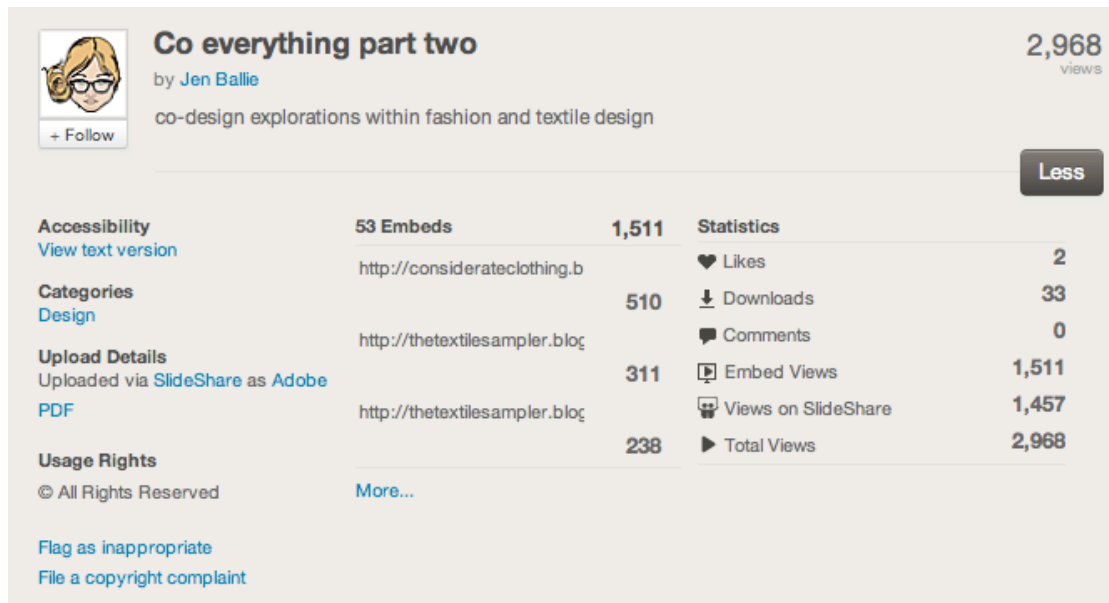 Co everything part two
2,968
views
by Jen Ballie
+ Follow
co-design explorations within fashion and textile design
Less
Accessibility
View text version
Categories
Design
Upload Details
Uploaded via SlideShare as Adobe
PDF
Usage Rights
© All Rights Reserved
Flag as inappropriate
File a copyright complaint
53 Embeds 1,511
http://considerateclothing.b
510
http://thetextilesampler.blog
311
http://thetextilesampler.blog
238
More...
Statistics
Likes 2
Downloads 33
Comments 0
Embed Views 1,511
Views on SlideShare 1,457
Total Views 2,968